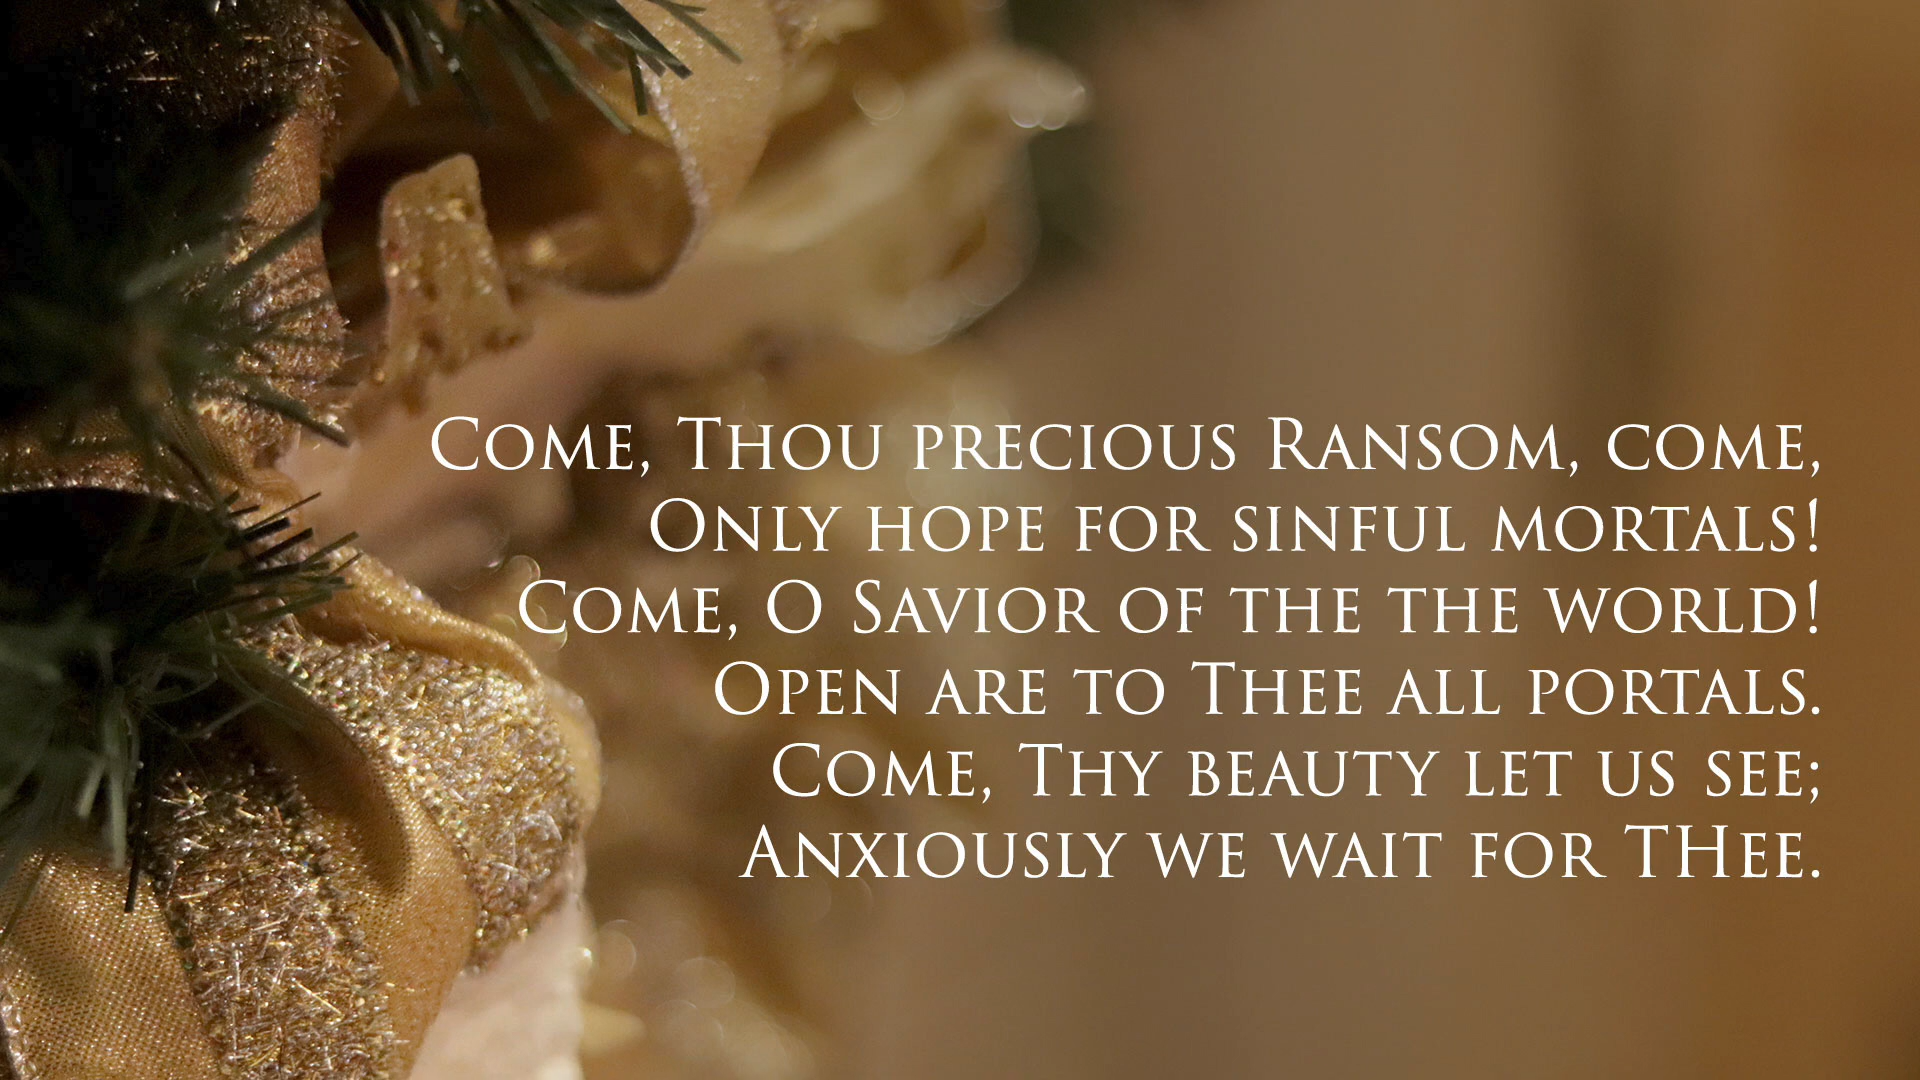 Come, Thou precious Ransom, come,
Only hope for sinful mortals!
Come, O Savior of the the world!
Open are to Thee all portals.
Come, Thy beauty let us see;
Anxiously we wait for THee.